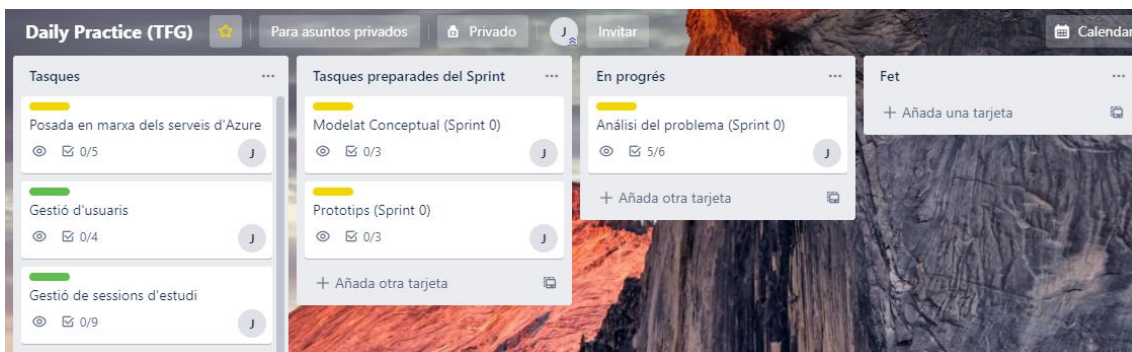 Daily Practice (TFG)
Para asuntos privados
Privado
J
Invitar
Calendar
Tasques
Posada en marxa dels serveis d'Azure
0/5
J
Gestió d'usuaris
0/4
J
Gestió de sessions d'estudi
0/9
J
Tasques preparades del Sprint
Modelat Conceptual (Sprint 0)
0/3
J
Prototips (Sprint 0)
0/3
J
+ Añada otra tarjeta
En progrés
Análisi del problema (Sprint 0)
5/6
J
+ Añada otra tarjeta
Fet
+ Añada una tarjeta